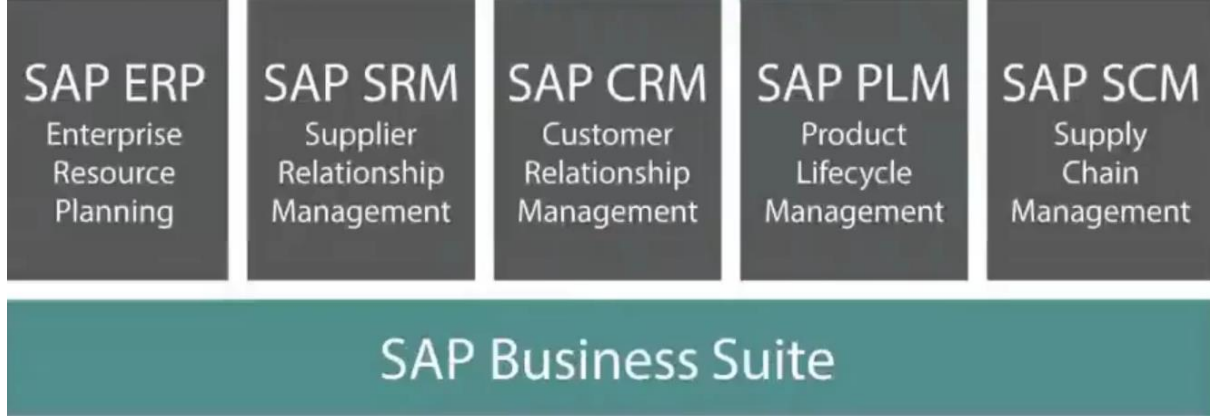 SAP ERP
Enterprise
Resource
Planning
SAP SRM
Supplier
Relationship
Management
SAP CRM
Customer
Relationship
Management
SAP PLM
Product
Lifecycle
Management
SAP SCM
Supply
Chain
Management
SAP Business Suite